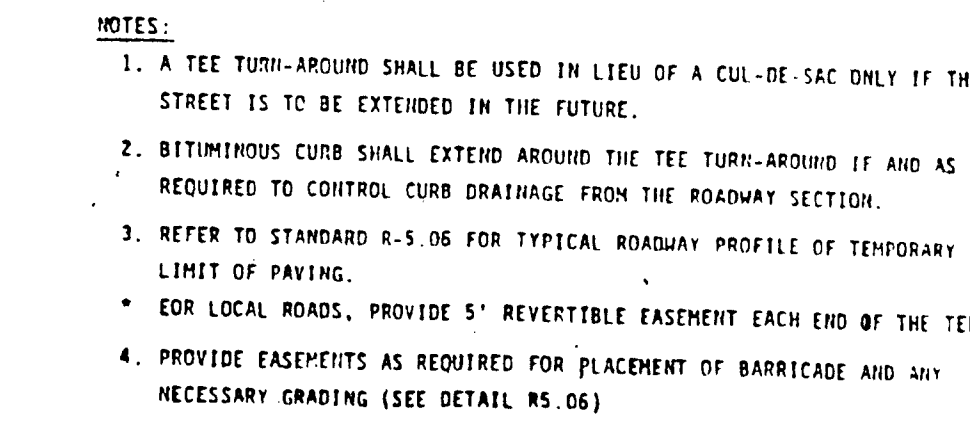 NOTES:
1. A TEE TURN-AROUND SHALL BE USED IN LIEU OF A CUL-DE-SAC ONLY IF TH
STREET IS TO BE EXTENDED IN THE FUTURE.
2. BITUMINOUS CURB SHALL EXTEND AROUND THE TEE TURN-AROUND IF AND AS
REQUIRED TO CONTROL CURB DRAINAGE FROM THE ROADWAY SECTION.
3. REFER TO STANDARD R-5.06 FOR TYPICAL ROADWAY PROFILE OF TEMPORARY
LIMIT OF PAVING.
* EOR LOCAL ROADS, PROVIDE 5' REVERTIBLE EASEMENT EACH END OF THE TEE
4. PROVIDE EASEMENTS AS REQUIRED FOR PLACEMENT OF BARRICADE AND ANY
NECESSARY GRADING (SEE DETAIL R5.06)